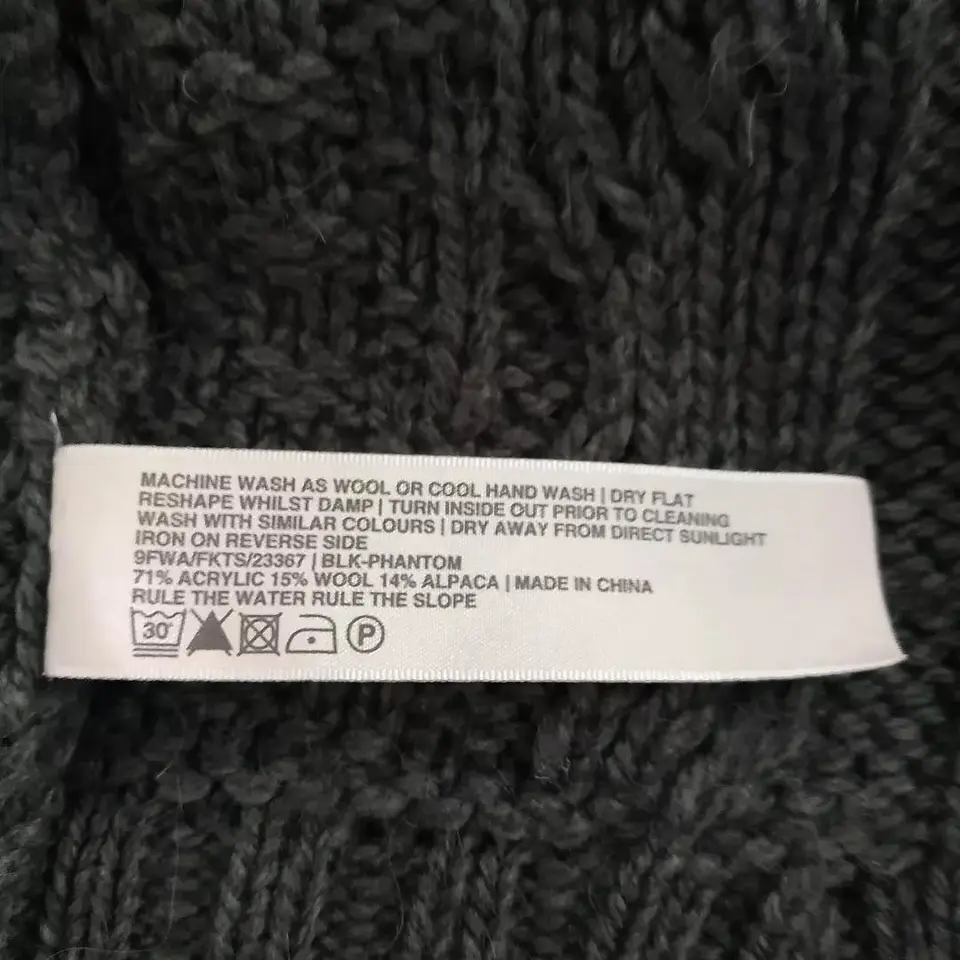 MACHINE WASH AS WOOL OR COOL HAND WASH | DRY FLAT
RESHAPE WHILST DAMP | TURN INSIDE OUT PRIOR TO CLEANING
WASH WITH SIMILAR COLOURS | DRY AWAY FROM DIRECT SUNLIGHT
IRON ON REVERSE SIDE
9FWA/FKTS/23367 | BLK-PHANTOM
71% ACRYLIC 15% WOOL 14% ALPACA | MADE IN CHINA
RULE THE WATER RULE THE SLOPE
30° P